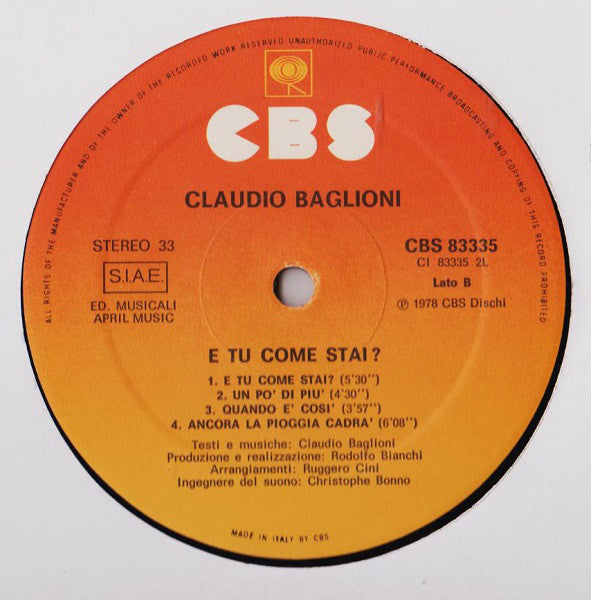 ALL RIGHTS OF THE MANUFACTURER AND OF THE OWNER OF THE RECORDED WORK RESERVED UNAUTHORIZED PUBLIC PERFORMANCE BROADCASTING AND COPYING OF THIS RECORD PROHIBITED
CBS
CLAUDIO BAGLIONI
STEREO 33
CBS 83335
CI 83335 2L
S.I.A.E.
Lato B
ED. MUSICALI
APRIL MUSIC
℗ 1978 CBS Dischi
E TU COME STAI?
1. E TU COME STAI? (5'30'')
2. UN PO' DI PIU' (4'30'')
3. QUANDO E' COSI' (3'57'')
4. ANCORA LA PIOGGIA CADRA' (6'08'')
Testi e musiche: Claudio Baglioni
Produzione e realizzazione: Rodolfo Bianchi
Arrangiamenti: Ruggero Cini
Ingegnere del suono: Christophe Bonno
MADE IN ITALY BY CBS